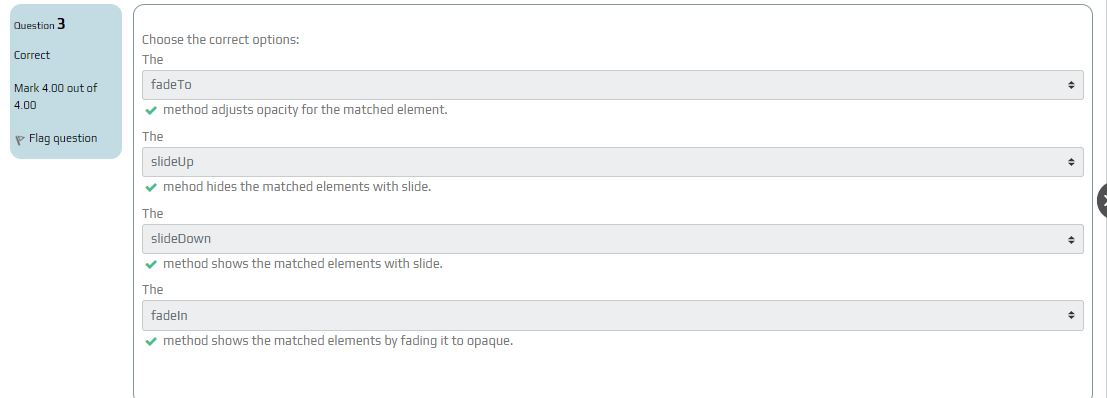 Question 3
Correct
Mark 4.00 out of
4.00
Flag question
Choose the correct options:
The
fadeTo
method adjusts opacity for the matched element.
The
slideUp
mehod hides the matched elements with slide.
The
slideDown
method shows the matched elements with slide.
The
fadeIn
method shows the matched elements by fading it to opaque.